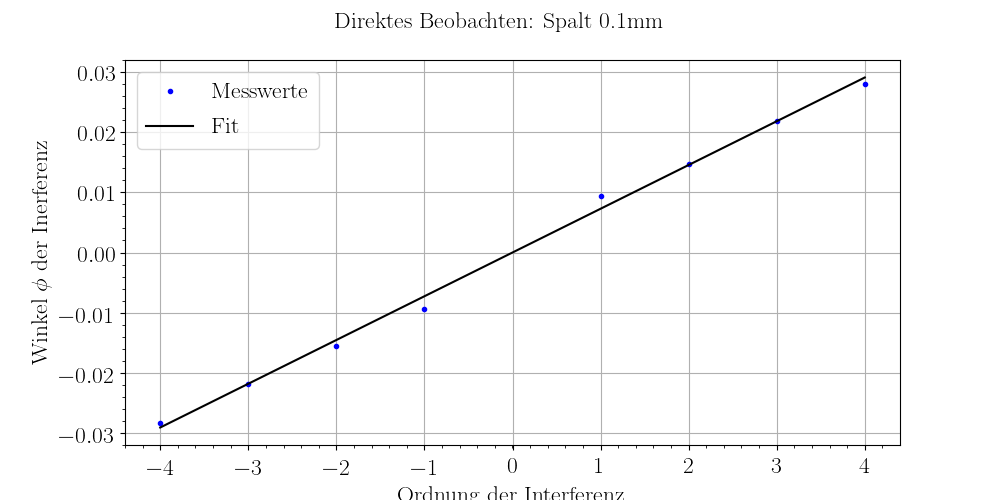 Direktes Beobachten: Spalt 0.1mm
Messwerte
Fit
Winkel ϕ der Inerferenz
0.03
0.02
0.01
0.00
−0.01
−0.02
−0.03
−4 −3 −2 −1 0 1 2 3 4
Ordnung der Interferenz